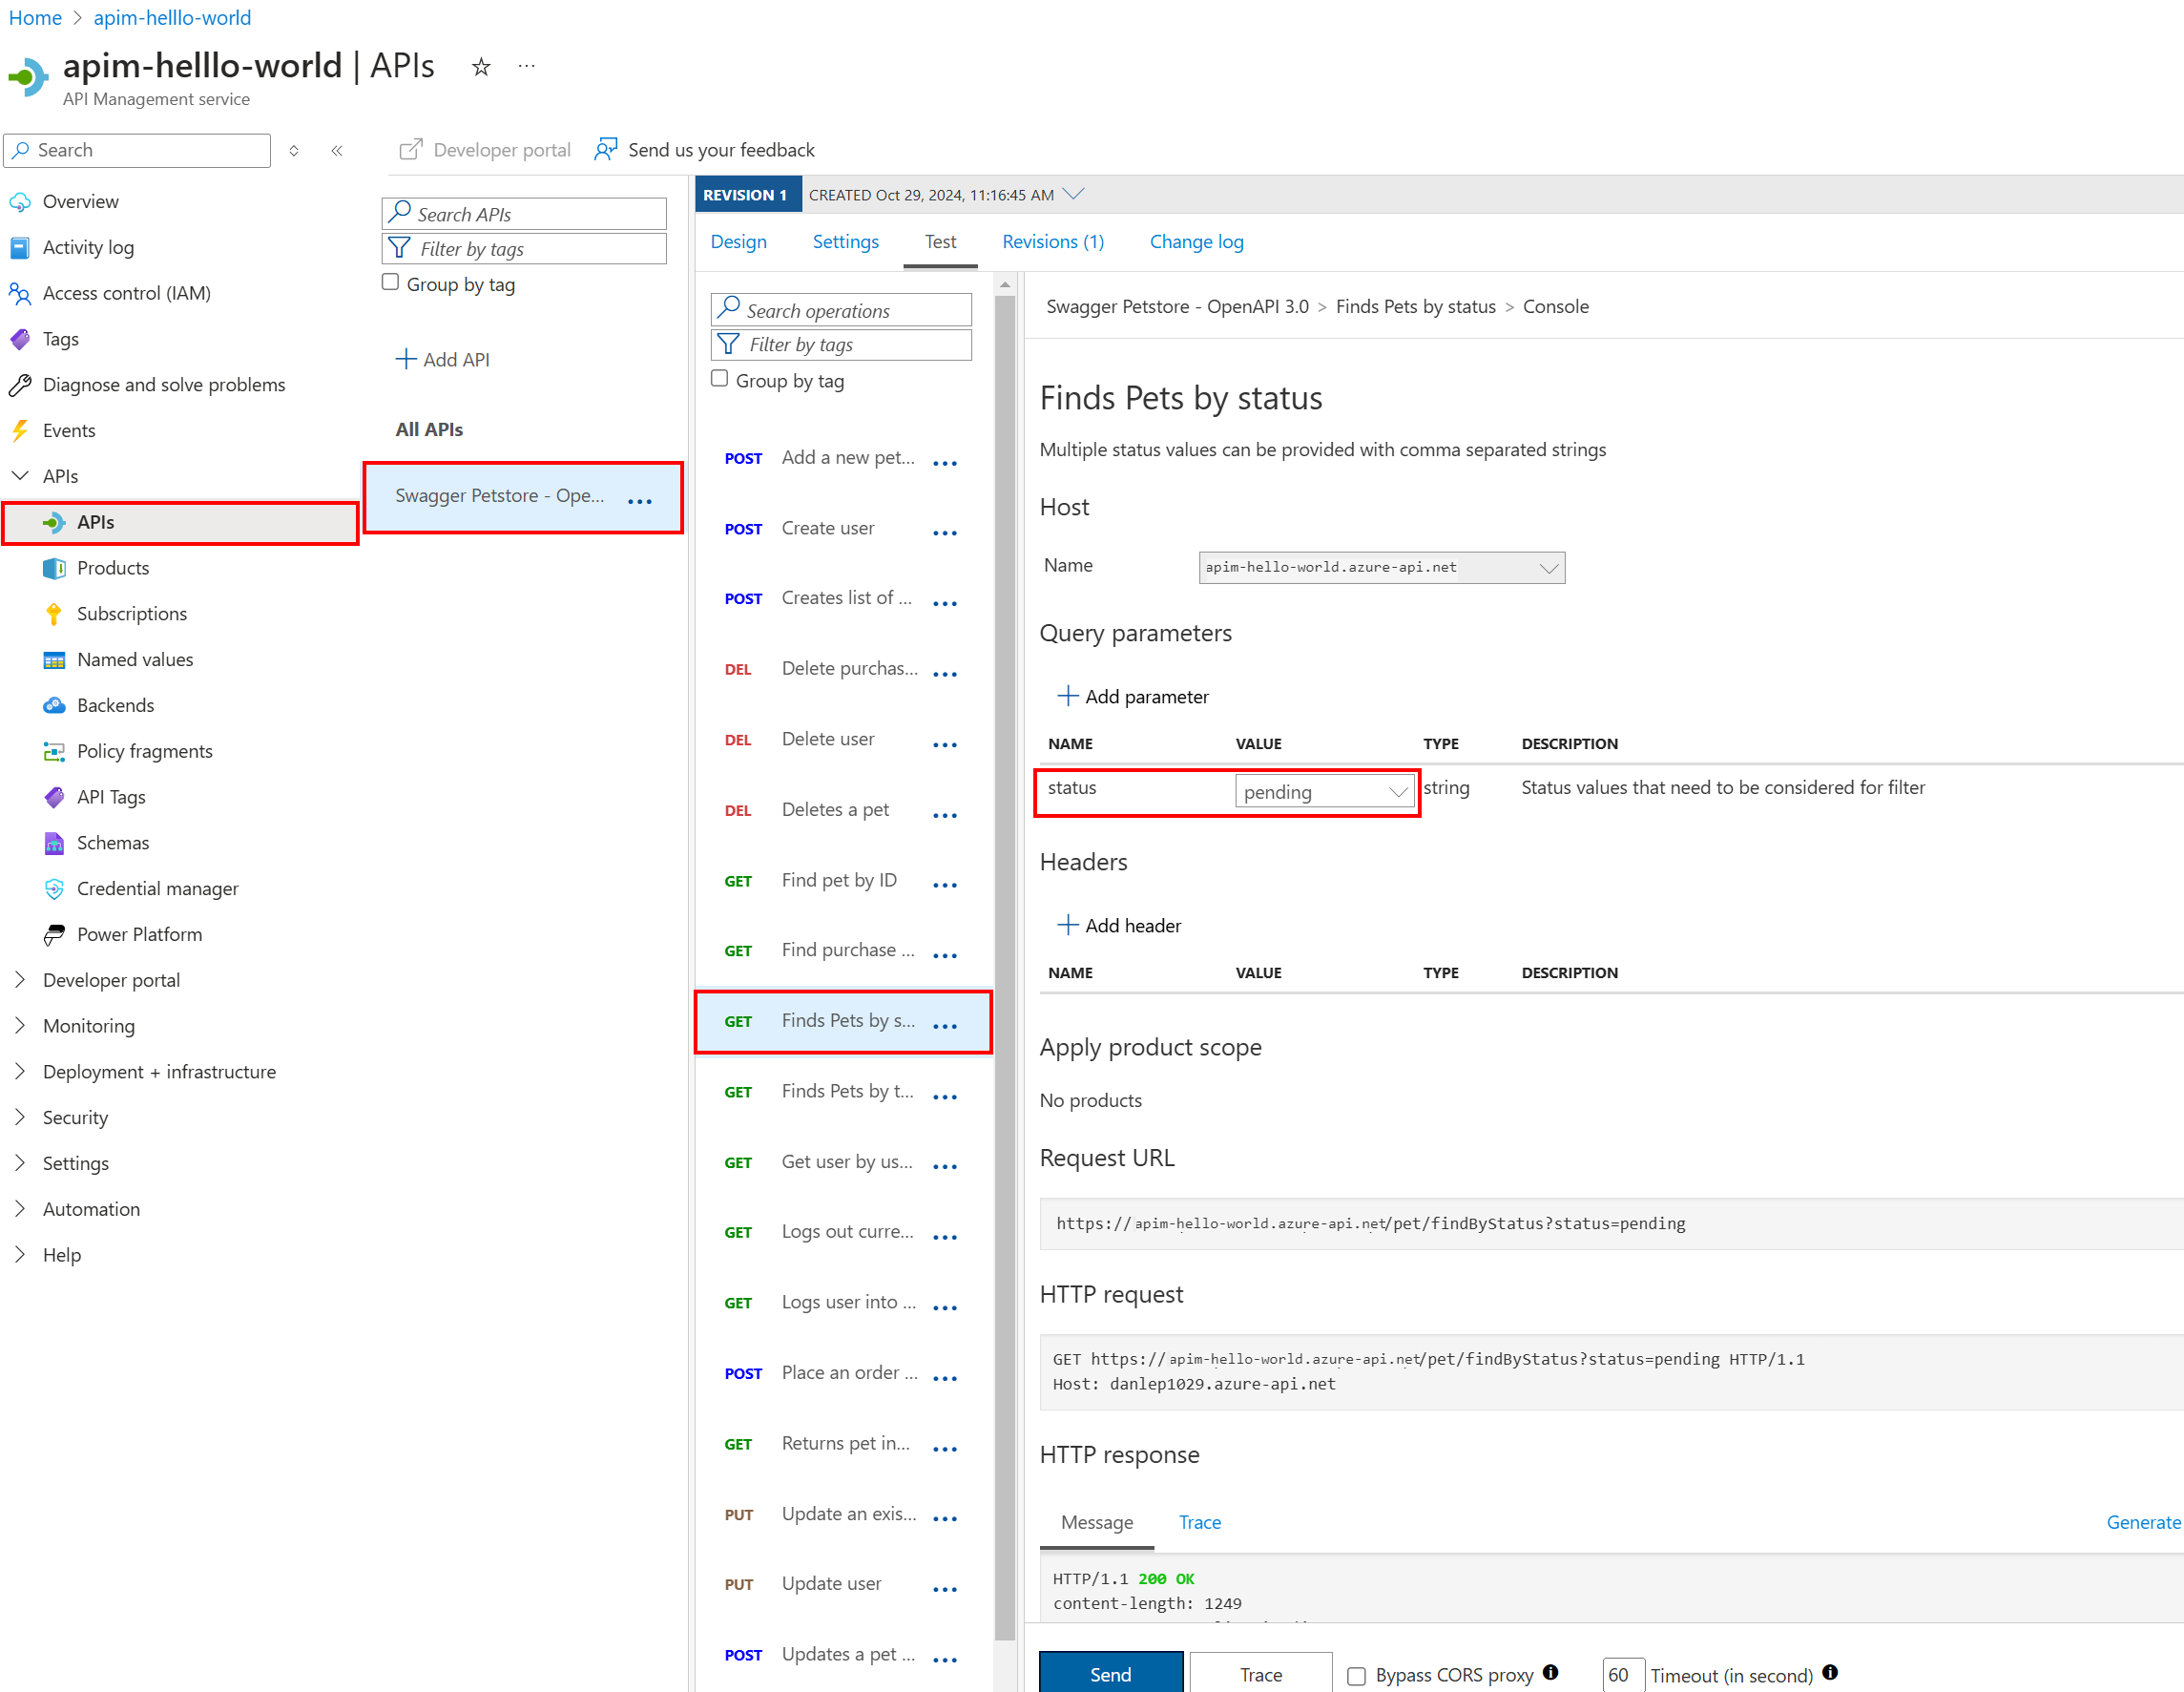 Home > apim-helllo-world
apim-helllo-world | APIs
API Management service
Search
Overview
Activity log
Access control (IAM)
Tags
Diagnose and solve problems
Events
APIs
APIs
Products
Subscriptions
Named values
Backends
Policy fragments
API Tags
Schemas
Credential manager
Power Platform
Developer portal
Monitoring
Deployment + infrastructure
Security
Settings
Automation
Help
Developer portal Send us your feedback
Search APIs
Filter by tags
Group by tag
Add API
All APIs
Swagger Petstore - Ope...
REVISION 1 CREATED Oct 29, 2024, 11:16:45 AM
Design Settings Test Revisions (1) Change log
Search operations
Filter by tags
Group by tag
POST Add a new pet...
POST Create user
POST Creates list of ...
DEL Delete purchas...
DEL Delete user
DEL Deletes a pet
GET Find pet by ID
GET Find purchase ...
GET Finds Pets by s...
GET Finds Pets by t...
GET Get user by us...
GET Logs out curre...
GET Logs user into ...
POST Place an order ...
GET Returns pet in...
PUT Update an exis...
PUT Update user
POST Updates a pet ...
Swagger Petstore - OpenAPI 3.0 > Finds Pets by status > Console
Finds Pets by status
Multiple status values can be provided with comma separated strings
Host
Name apim-hello-world.azure-api.net
Query parameters
Add parameter
NAME VALUE TYPE DESCRIPTION
status pending string Status values that need to be considered for filter
Headers
Add header
NAME VALUE TYPE DESCRIPTION
Apply product scope
No products
Request URL
https://apim-hello-world.azure-api.net/pet/findByStatus?status=pending
HTTP request
GET https://apim-hello-world.azure-api.net/pet/findByStatus?status=pending HTTP/1.1
Host: danlep1029.azure-api.net
HTTP response
Message Trace Generate
HTTP/1.1 200 OK
content-length: 1249
Send Trace Bypass CORS proxy 60 Timeout (in second)